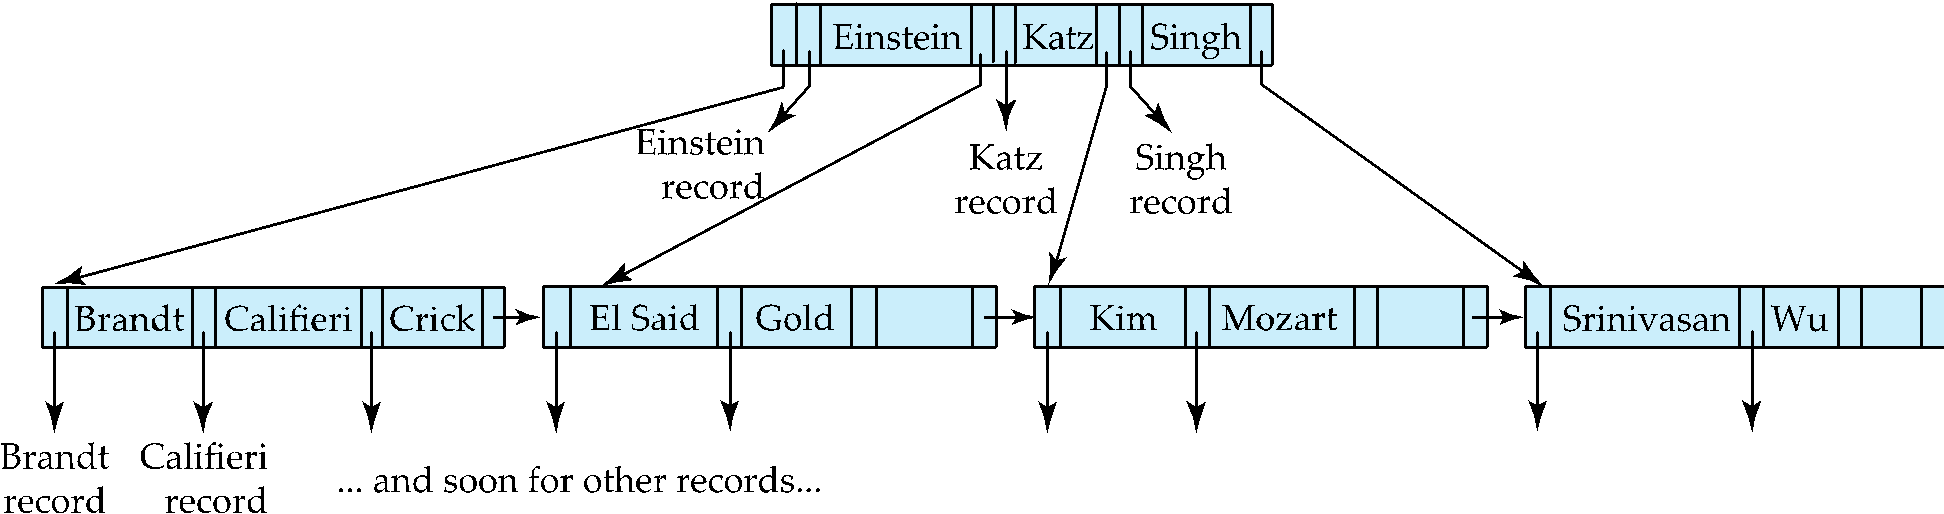 Einstein Katz Singh
Einstein
record
Katz
record
Singh
record
Brandt Califieri Crick
El Said Gold
Kim Mozart
Srinivasan Wu
Brandt
record
Califieri
record
... and soon for other records...